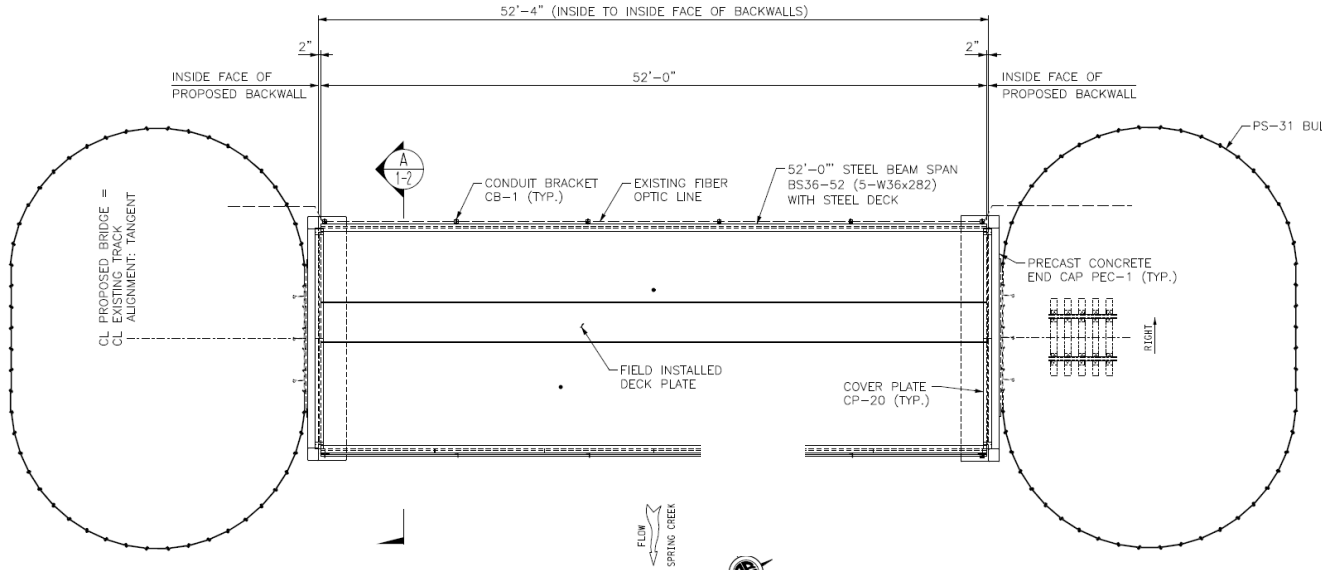 52'-4" (INSIDE TO INSIDE FACE OF BACKWALLS)
2"
2"
INSIDE FACE OF
PROPOSED BACKWALL
52'-0"
INSIDE FACE OF
PROPOSED BACKWALL
PS-31 BUL
A
1-2
CONDUIT BRACKET
CB-1 (TYP.)
EXISTING FIBER
OPTIC LINE
52'-0"' STEEL BEAM SPAN
BS36-52 (5-W36x282)
WITH STEEL DECK
CL PROPOSED BRIDGE =
CL EXISTING TRACK
ALIGNMENT: TANGENT
PRECAST CONCRETE
END CAP PEC-1 (TYP.)
RIGHT
FIELD INSTALLED
DECK PLATE
COVER PLATE
CP-20 (TYP.)
FLOW
SPRING CREEK